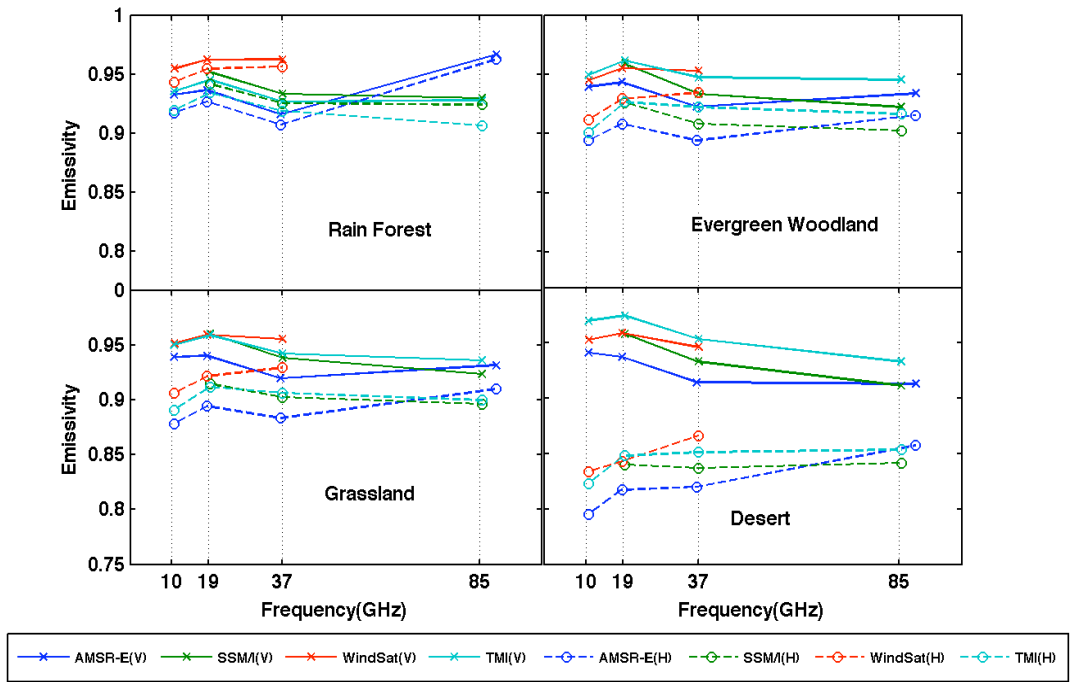 1
0.95
0.9
0.85
0.8
0
Emissivity
Rain Forest
Evergreen Woodland
0.95
0.9
0.85
0.8
0.75
Emissivity
Grassland
Desert
10 19 37 85
10 19 37 85
Frequency(GHz)
Frequency(GHz)
AMSR-E(V) SSM/I(V) WindSat(V) TMI(V) AMSR-E(H) SSM/I(H) WindSat(H) TMI(H)